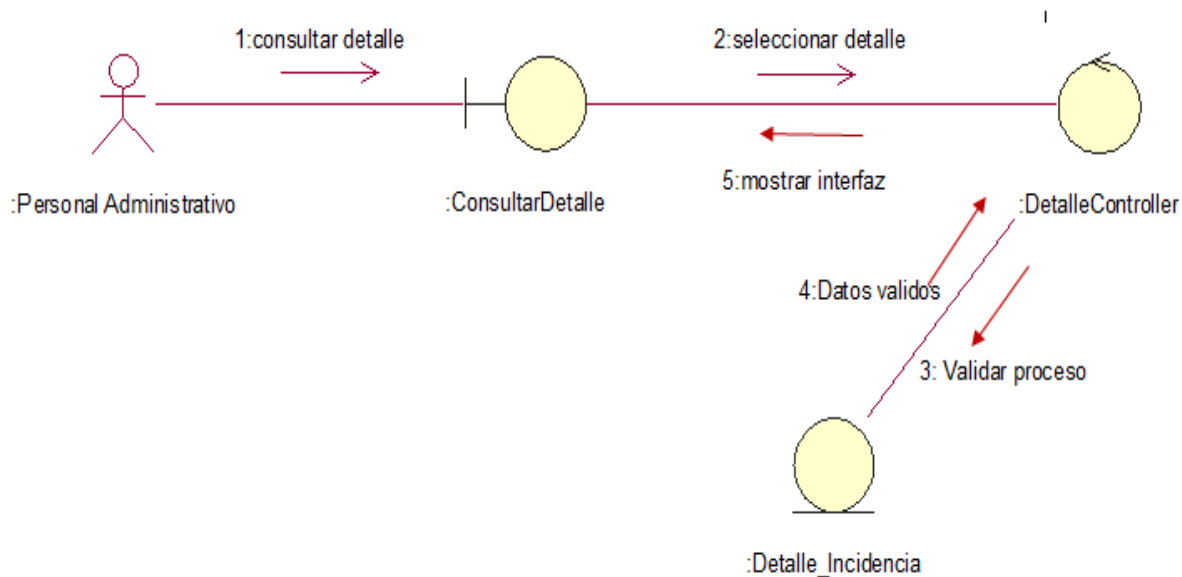 1:consultar detalle
2:seleccionar detalle
5:mostrar interfaz
:Personal Administrativo
:ConsultarDetalle
:DetalleController
4:Datos validos
3: Validar proceso
:Detalle_Incidencia